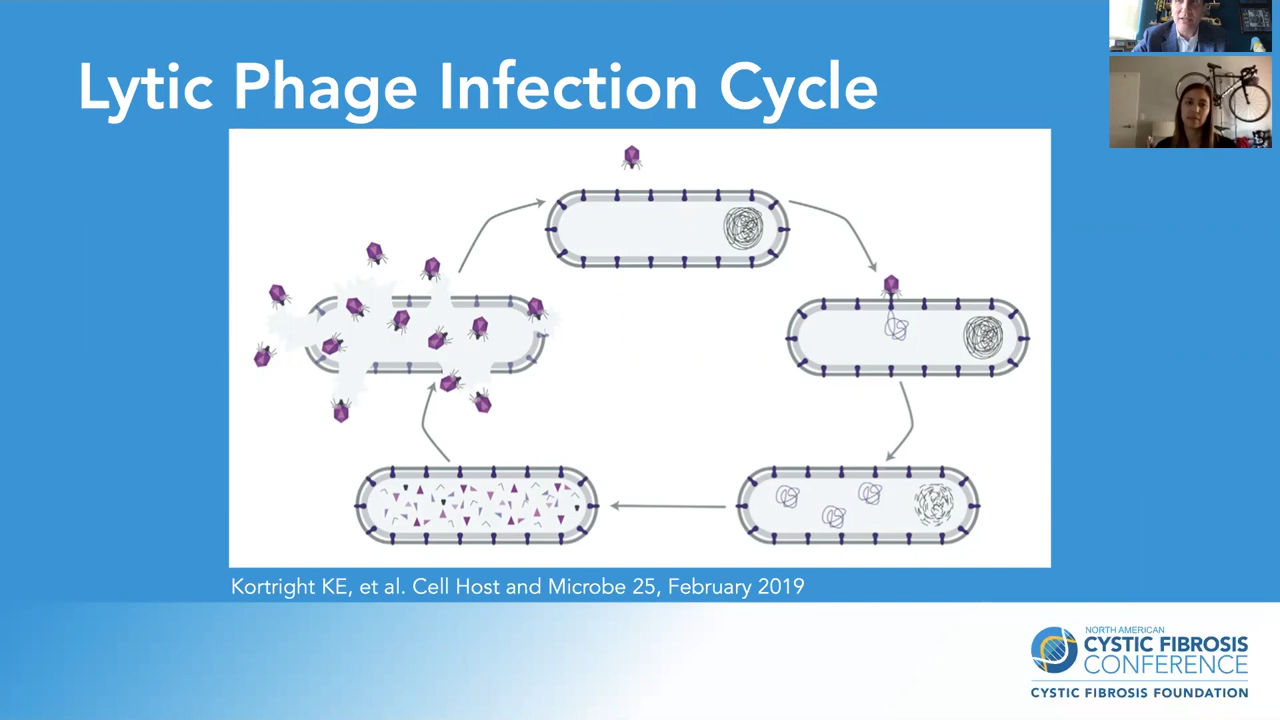 Lytic Phage Infection Cycle
Kortright KE, et al. Cell Host and Microbe 25, February 2019
NORTH AMERICAN
CYSTIC FIBROSIS
CONFERENCE
CYSTIC FIBROSIS FOUNDATION